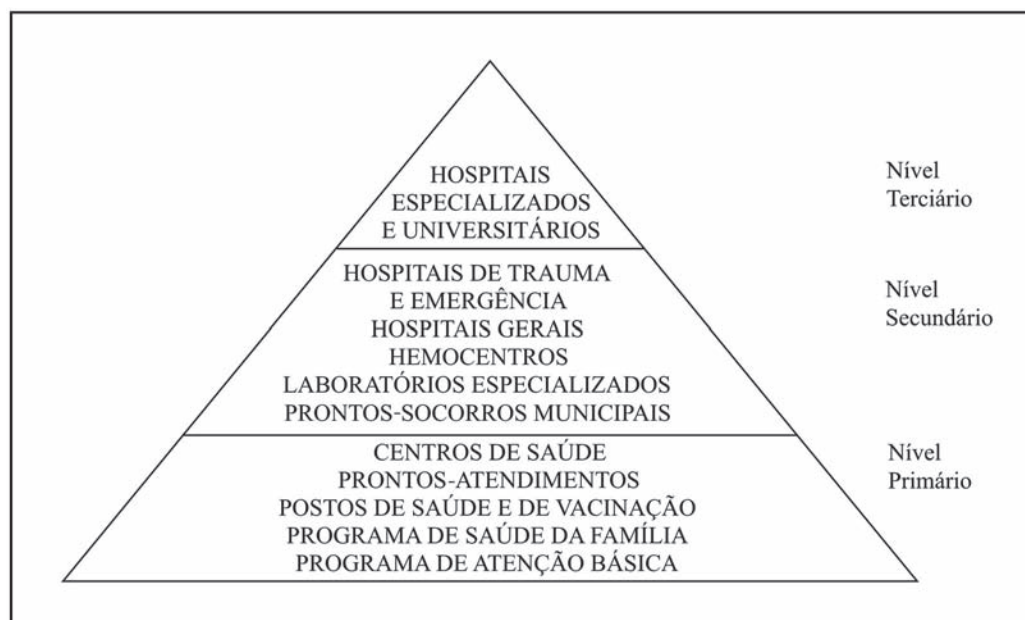 HOSPITAIS
ESPECIALIZADOS
E UNIVERSITÁRIOS
Nível
Terciário
HOSPITAIS DE TRAUMA
E EMERGÊNCIA
HOSPITAIS GERAIS
HEMOCENTROS
LABORATÓRIOS ESPECIALIZADOS
PRONTOS-SOCORROS MUNICIPAIS
Nível
Secundário
CENTROS DE SAÚDE
PRONTOS-ATENDIMENTOS
POSTOS DE SAÚDE E DE VACINAÇÃO
PROGRAMA DE SAÚDE DA FAMÍLIA
PROGRAMA DE ATENÇÃO BÁSICA
Nível
Primário